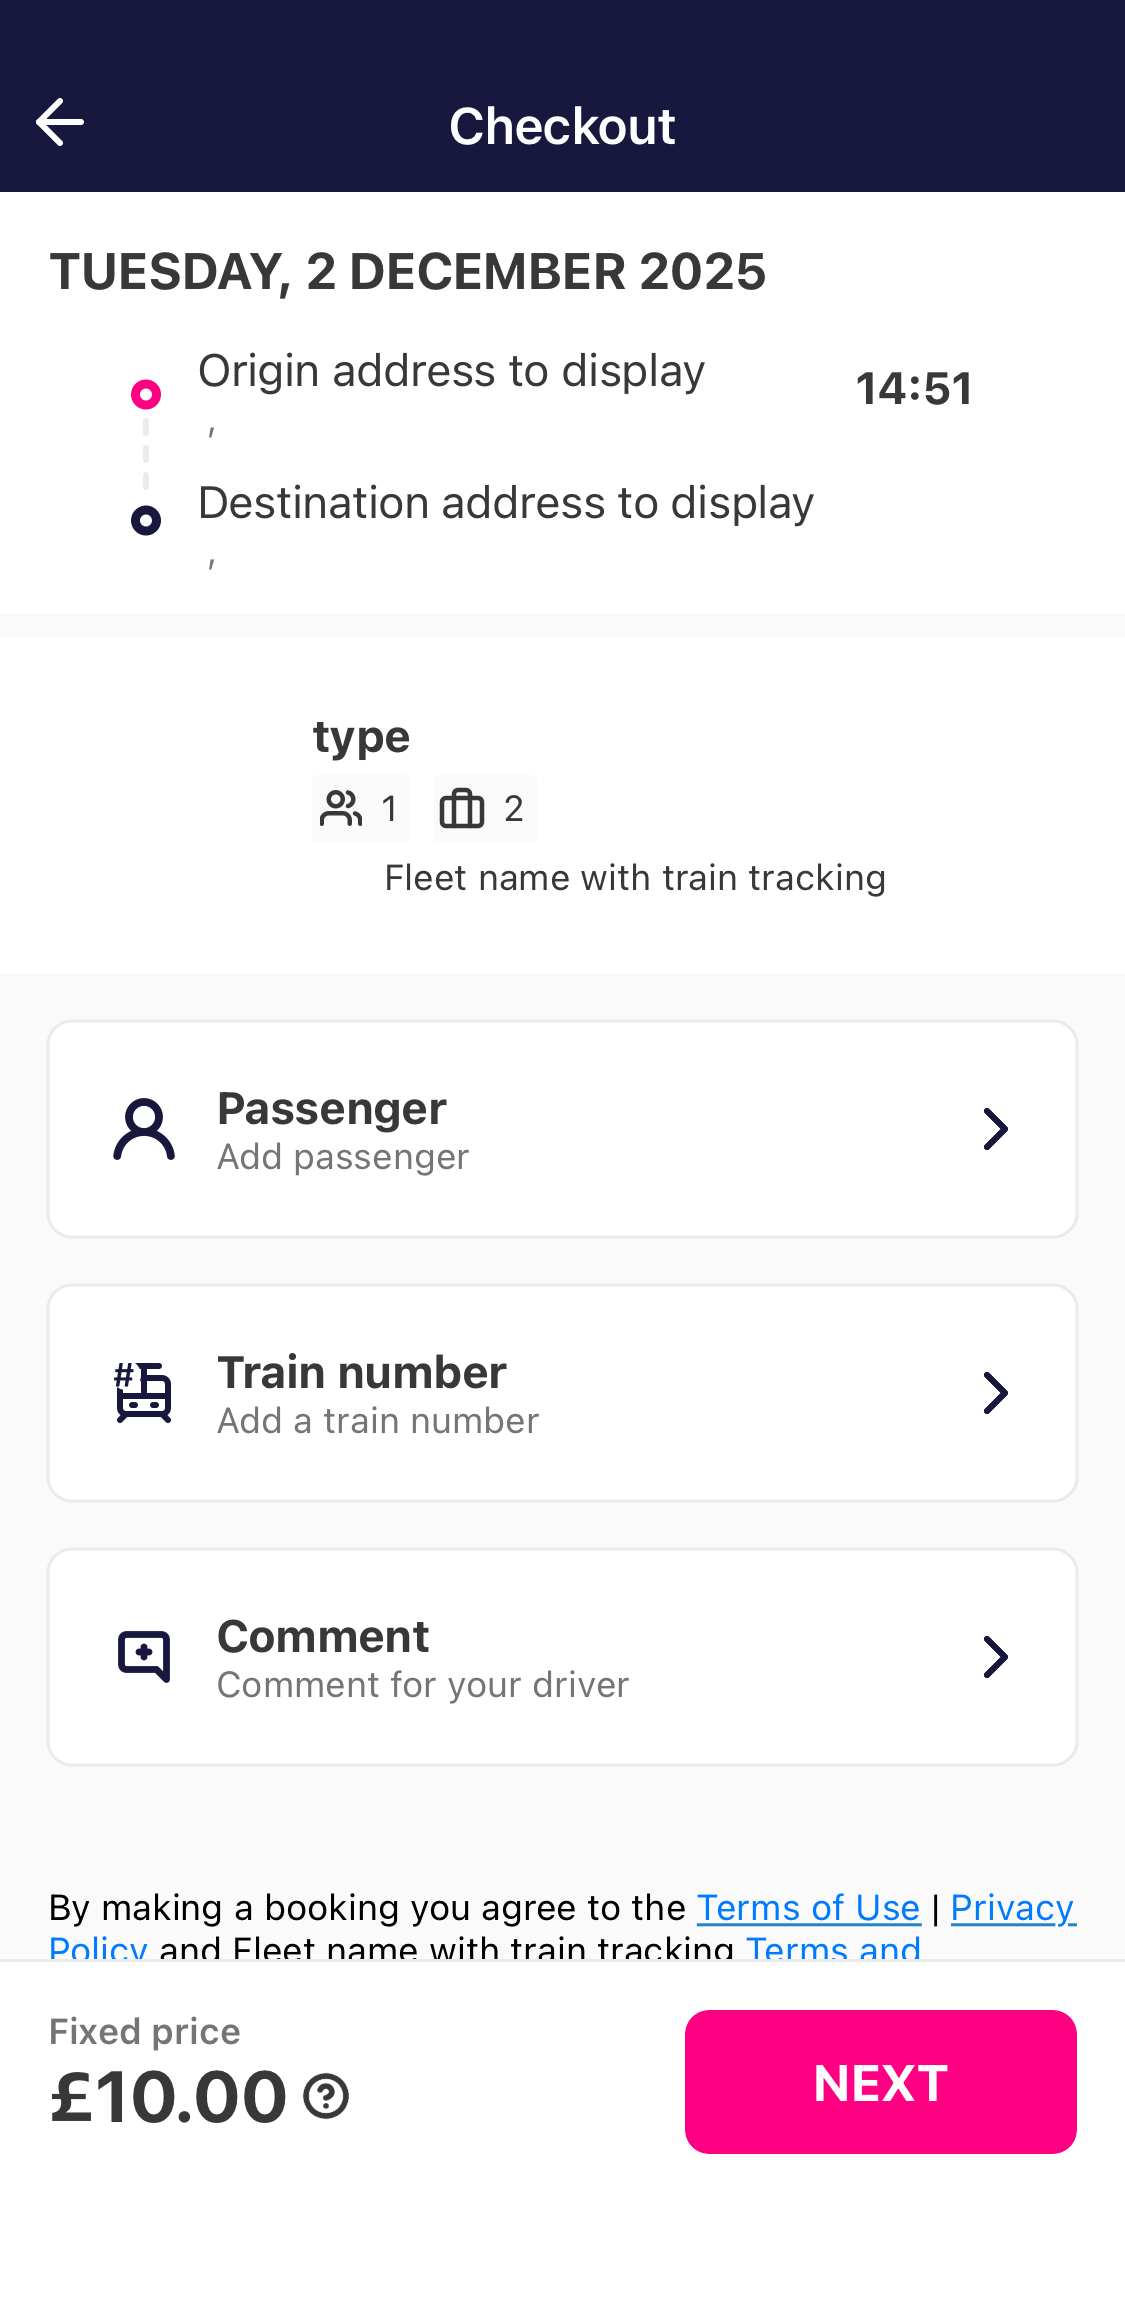 Checkout
TUESDAY, 2 DECEMBER 2025
Origin address to display
14:51
,
Destination address to display
,
type
1 2
Fleet name with train tracking
Passenger
Add passenger
Train number
Add a train number
Comment
Comment for your driver
By making a booking you agree to the Terms of Use | Privacy
Policy and Fleet name with train tracking Terms and
Fixed price
£10.00
NEXT